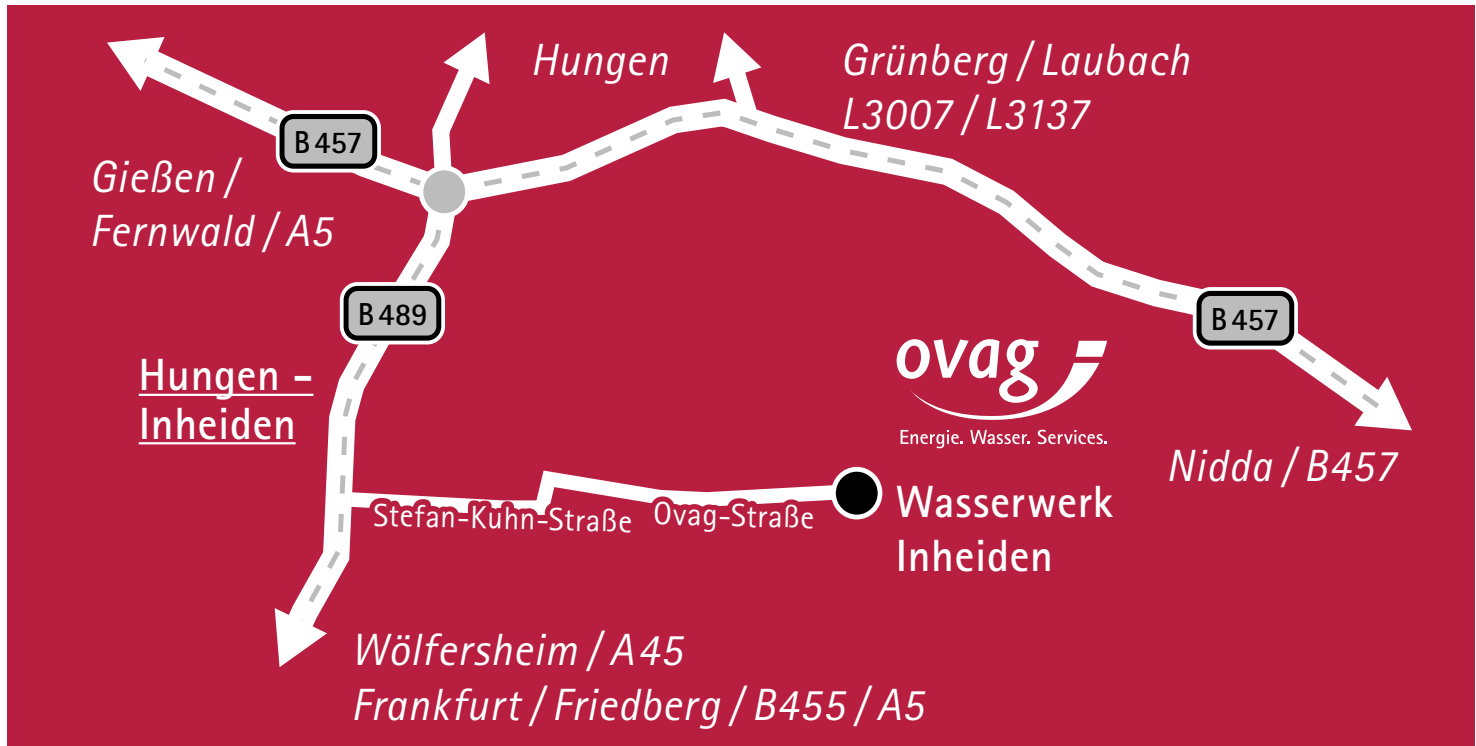 Hungen
Grünberg / Laubach
L3007 / L3137
B 457
Gießen /
Fernwald / A5
B 489
B 457
ovag
Energie. Wasser. Services.
Hungen –
Inheiden
Nidda / B457
Stefan-Kuhn-Straße
Ovag-Straße
Wasserwerk
Inheiden
Wölfersheim / A45
Frankfurt / Friedberg / B455 / A5